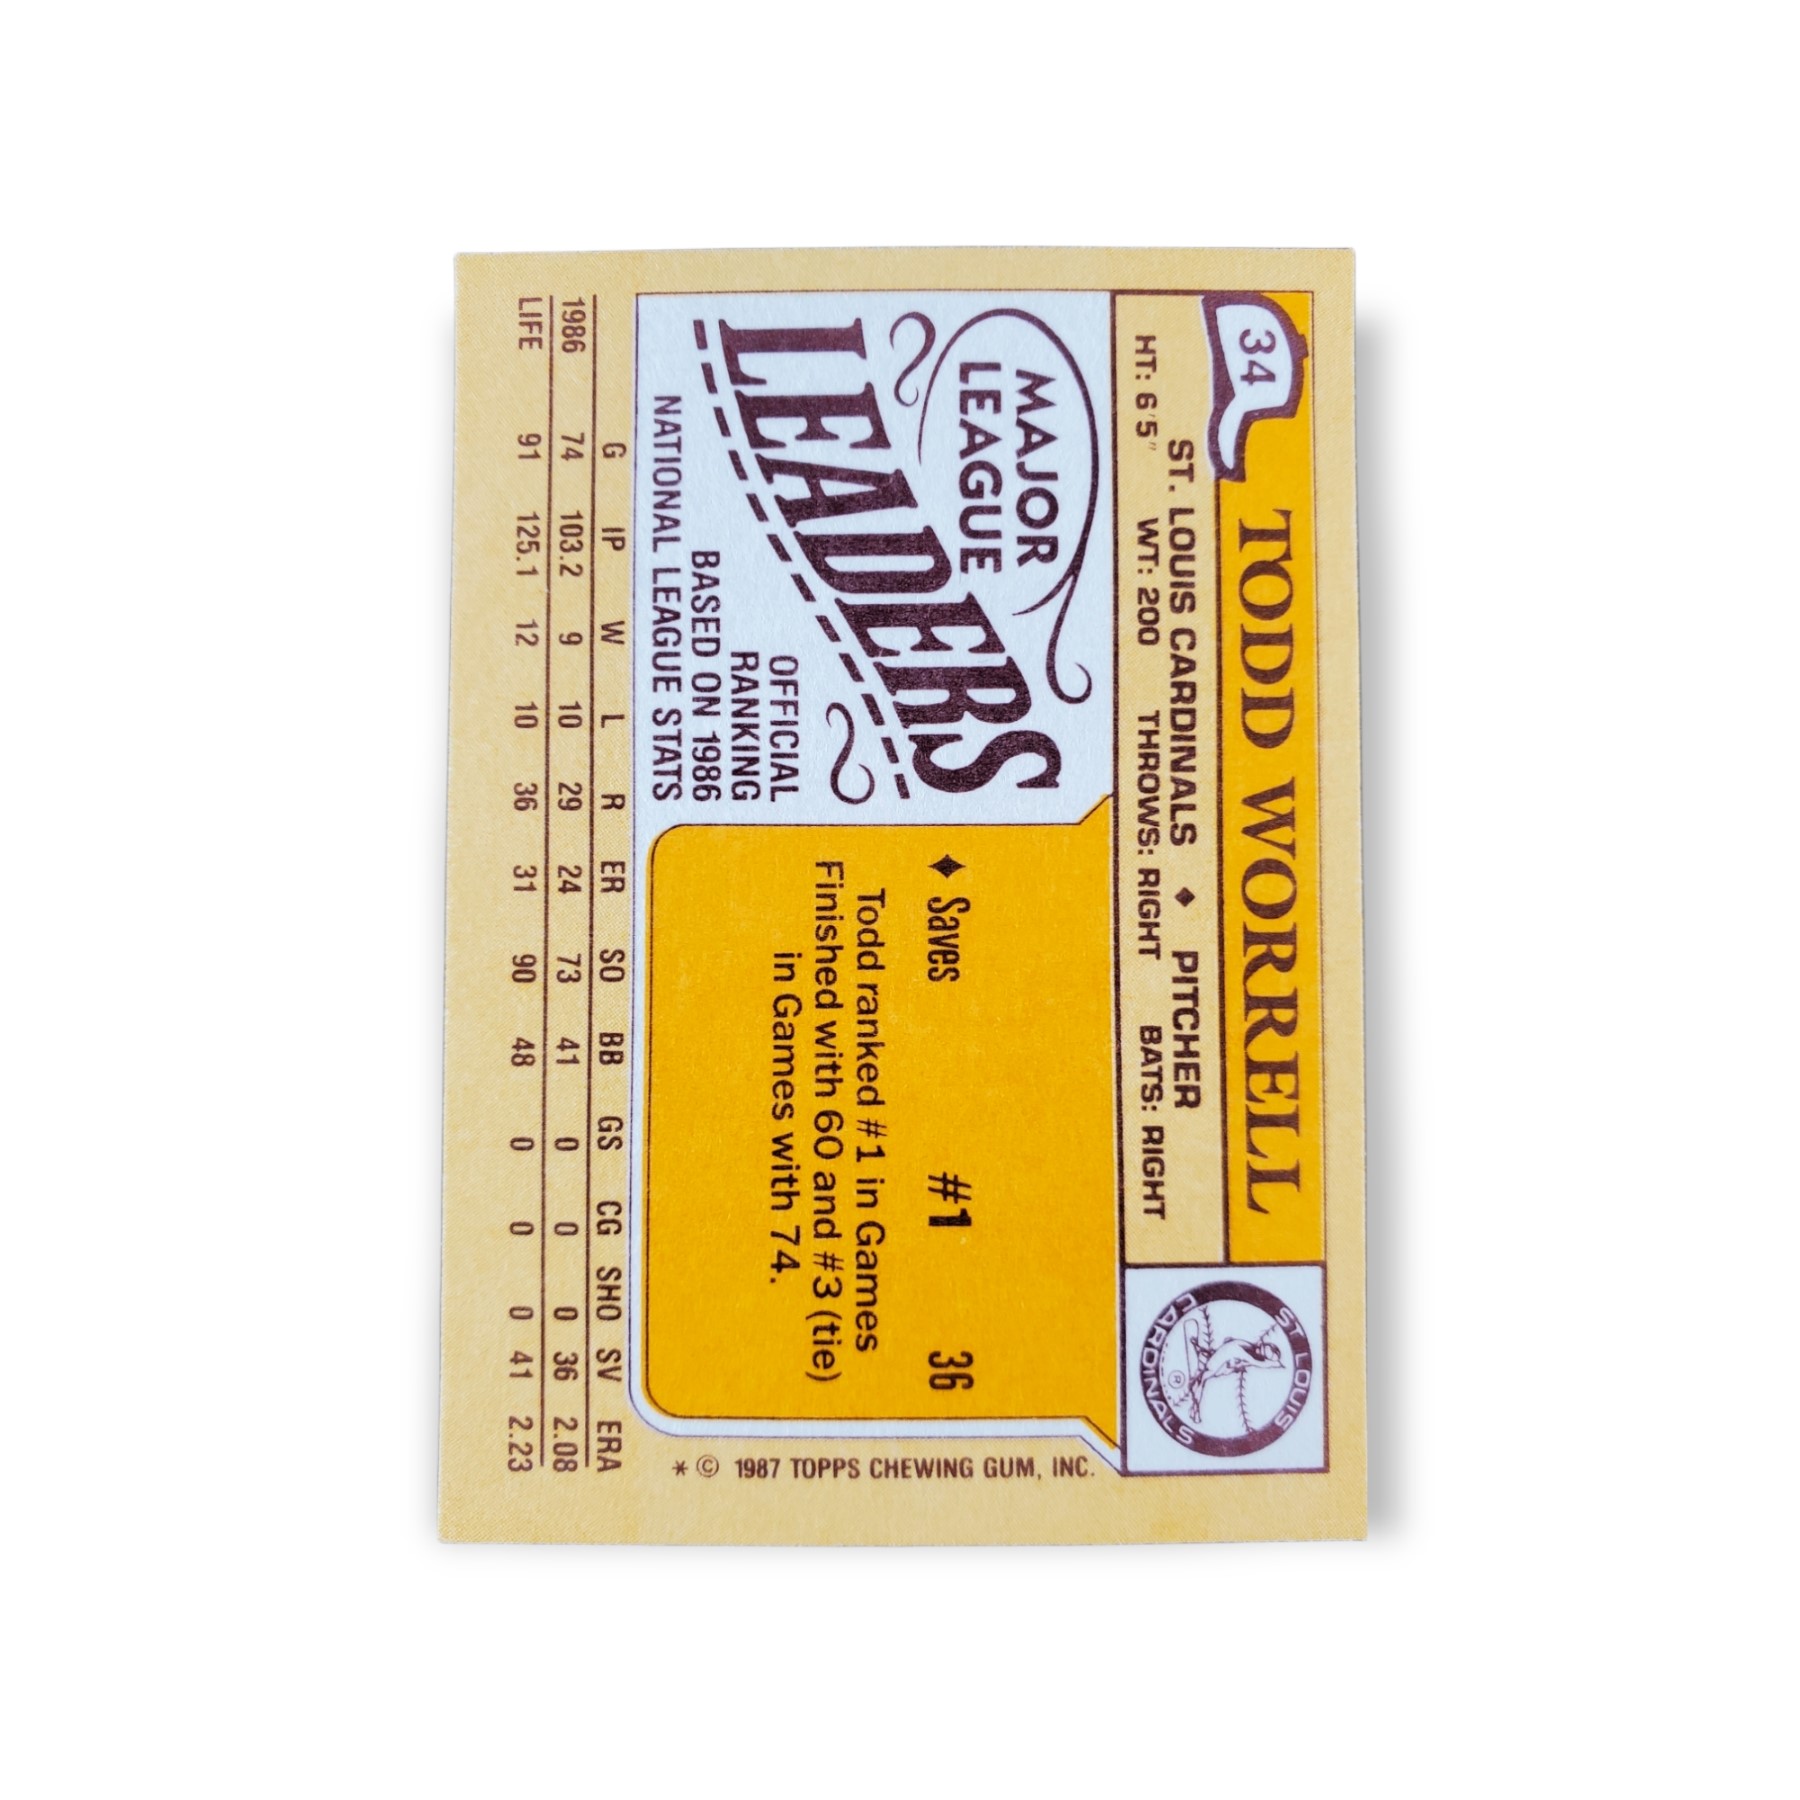 34
TODD WORRELL
ST. LOUIS CARDINALS ♦ PITCHER
HT: 6'5" WT: 200 THROWS: RIGHT BATS: RIGHT
ST. LOUIS
CARDINALS
®
MAJOR
LEAGUE
LEADERS
OFFICIAL
RANKING
BASED ON 1986
NATIONAL LEAGUE STATS
♦ Saves #1 36
Todd ranked #1 in Games
Finished with 60 and #3 (tie)
in Games with 74.
* © 1987 TOPPS CHEWING GUM, INC.
G IP W L R ER SO BB GS CG SHO SV ERA
1986 74 103.2 9 10 29 24 73 41 0 0 0 36 2.08
LIFE 91 125.1 12 10 36 31 90 48 0 0 0 41 2.23